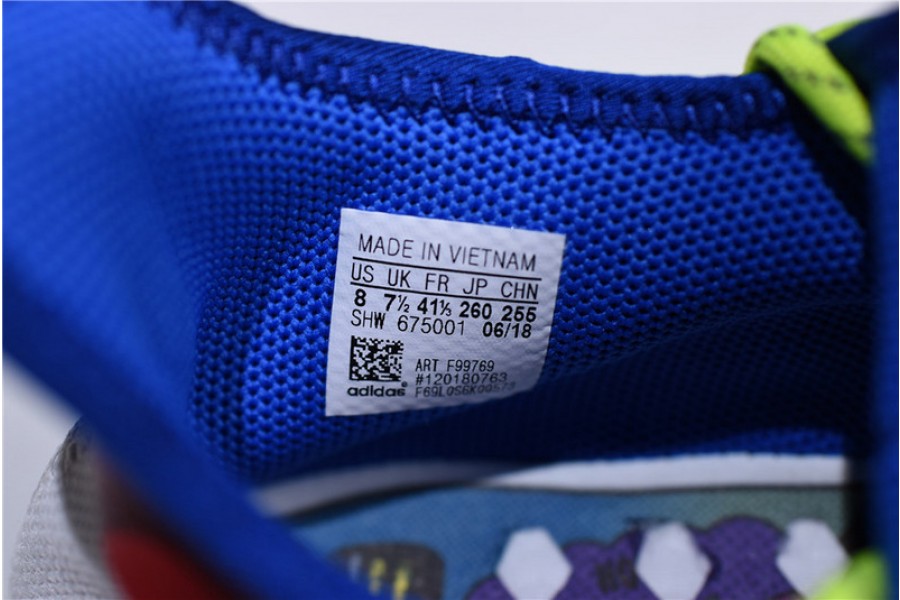 MADE IN VIETNAM
US UK FR JP CHN
8 7½ 41⅓ 260 255
SHW 675001 06/18
ART F99769
#120180763
adidas